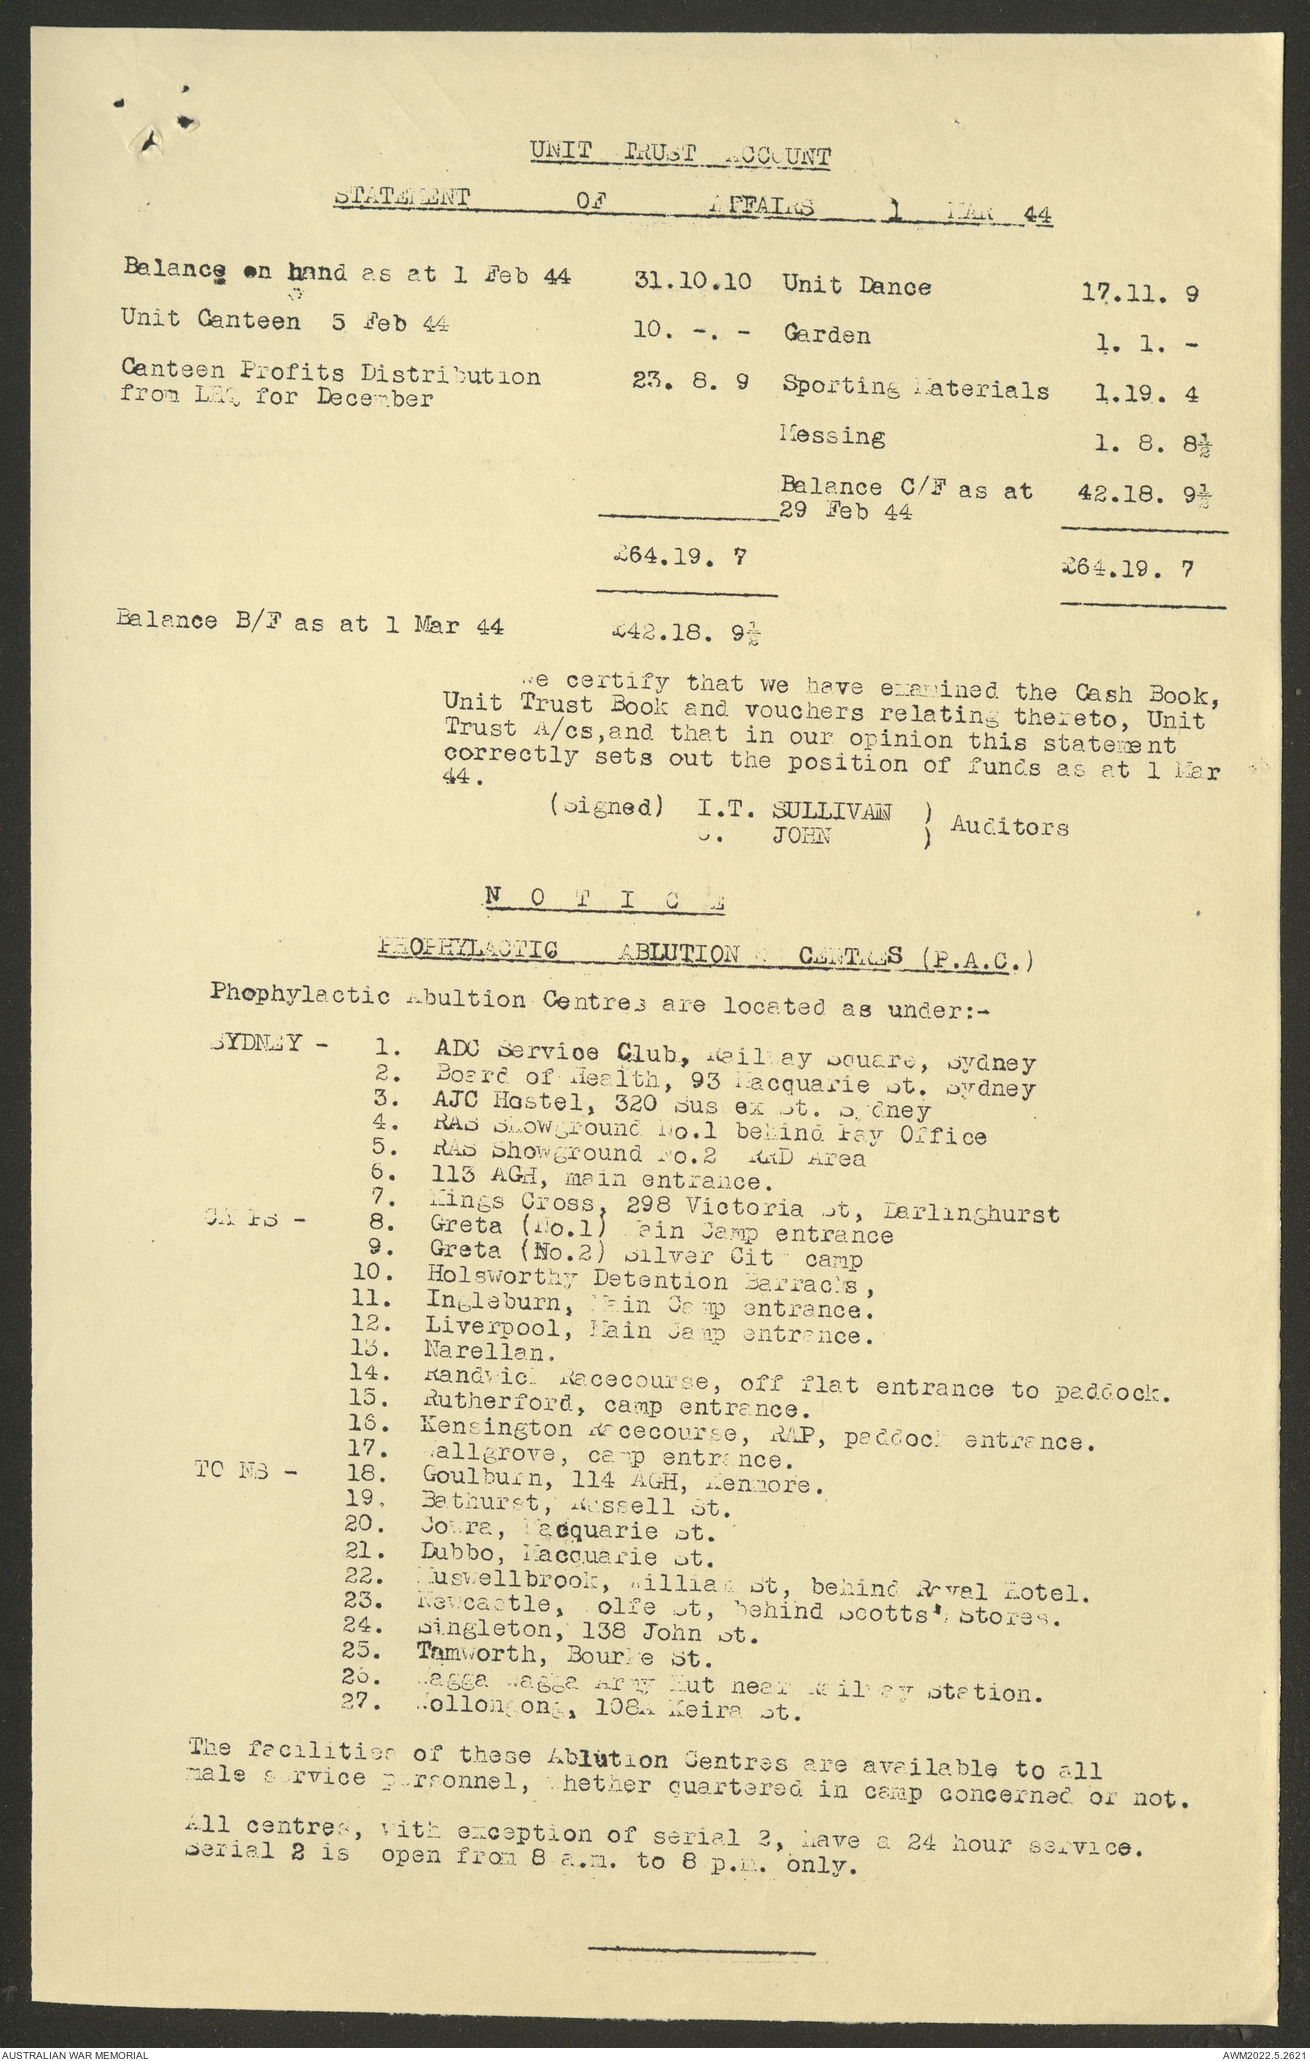 UNIT TRUST ACCOUNT
STATEMENT OF AFFAIRS 1 MAR 44
Balance on hand as at 1 Feb 44 31.10.10 Unit Dance 17.11. 9
Unit Canteen 5 Feb 44 10. -. - Garden 1. 1. -
Canteen Profits Distribution 23. 8. 9 Sporting Materials 1.19. 4
from LHQ for December
Messing 1. 8. 8½
Balance C/F as at 42.18. 9½
29 Feb 44
£64.19. 7 £64.19. 7
Balance B/F as at 1 Mar 44 £42.18. 9½
We certify that we have examined the Cash Book,
Unit Trust Book and vouchers relating thereto, Unit
Trust A/cs,and that in our opinion this statement
correctly sets out the position of funds as at 1 Mar
44.
(Signed) I.T. SULLIVAN )
JOHN ) Auditors
N O T I C E
PHOPHYLACTIC ABLUTION CENTRES (P.A.C.)
Phophylactic Abultion Centres are located as under:-
SYDNEY - 1. ADC Service Club, Railway Square, Sydney
2. Board of Health, 93 Macquarie St. Sydney
3. AJC Hostel, 320 Sussex St. Sydney
4. RAS Showground No.1 behind Pay Office
5. RAS Showground No.2 RRD Area
6. 113 AGH, main entrance.
7. Kings Cross, 298 Victoria St, Darlinghurst
CAMPS - 8. Greta (No.1) Main Camp entrance
9. Greta (No.2) Silver City camp
10. Holsworthy Detention Barracks,
11. Ingleburn, Main Camp entrance.
12. Liverpool, Main Camp entrance.
13. Narellan.
14. Randwick Racecourse, off flat entrance to paddock.
15. Rutherford, camp entrance.
16. Kensington Racecourse, RAP, paddock entrance.
17. Wallgrove, camp entrance.
TOWNS - 18. Goulburn, 114 AGH, Kenmore.
19. Bathurst, Russell St.
20. Cowra, Macquarie St.
21. Dubbo, Macquarie St.
22. Muswellbrook, William St, behind Royal Hotel.
23. Newcastle, Wolfe St, behind Scotts' Stores.
24. Singleton, 138 John St.
25. Tamworth, Bourke St.
26. Wagga Wagga Army Hut near Railway Station.
27. Wollongong, 108A Keira St.
The facilities of these Ablution Centres are available to all
male service personnel, whether quartered in camp concerned or not.
All centres, with exception of serial 2, have a 24 hour service.
Serial 2 is open from 8 a.m. to 8 p.m. only.
AUSTRALIAN WAR MEMORIAL AWM2022.5.2621